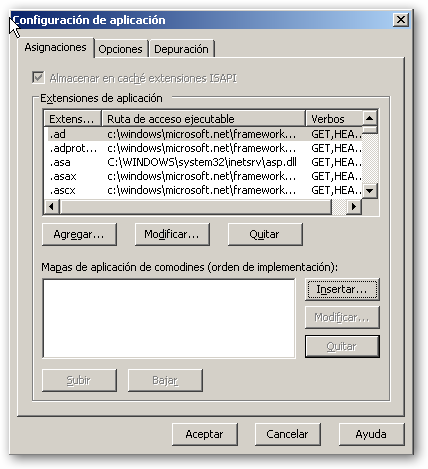 Configuración de aplicación
Asignaciones Opciones Depuración
Almacenar en caché extensiones ISAPI
Extensiones de aplicación
Extens... Ruta de acceso ejecutable Verbos
.ad c:\windows\microsoft.net\framework... GET,HEA...
.adprot... c:\windows\microsoft.net\framework... GET,HEA...
.asa C:\WINDOWS\system32\inetsrv\asp.dll GET,HEA...
.asax c:\windows\microsoft.net\framework... GET,HEA...
.ascx c:\windows\microsoft.net\framework... GET,HEA...
Agregar... Modificar... Quitar
Mapas de aplicación de comodines (orden de implementación):
Insertar...
Modificar...
Quitar
Subir Bajar
Aceptar Cancelar Ayuda